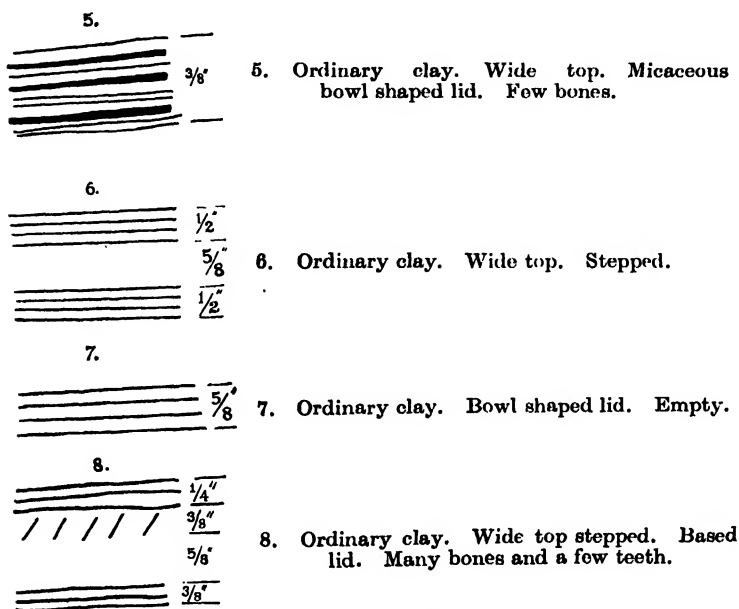 5.
3/8"
5. Ordinary clay. Wide top. Micaceous
bowl shaped lid. Few bones.
6.
1/2"
5/8"
1/2"
6. Ordinary clay. Wide top. Stepped.
7.
5/8"
7. Ordinary clay. Bowl shaped lid. Empty.
8.
1/4"
3/8"
5/8"
3/8"
8. Ordinary clay. Wide top stepped. Based
lid. Many bones and a few teeth.